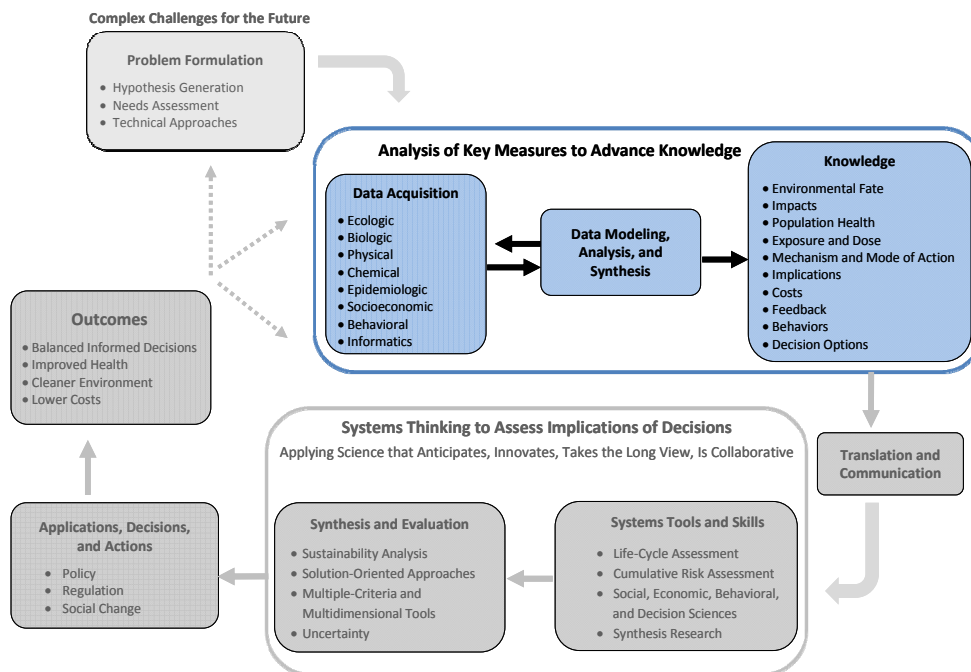 Complex Challenges for the Future
Problem Formulation
• Hypothesis Generation
• Needs Assessment
• Technical Approaches
Analysis of Key Measures to Advance Knowledge
Data Acquisition
• Ecologic
• Biologic
• Physical
• Chemical
• Epidemiologic
• Socioeconomic
• Behavioral
• Informatics
Data Modeling,
Analysis, and
Synthesis
Knowledge
• Environmental Fate
• Impacts
• Population Health
• Exposure and Dose
• Mechanism and Mode of Action
• Implications
• Costs
• Feedback
• Behaviors
• Decision Options
Translation and
Communication
Systems Thinking to Assess Implications of Decisions
Applying Science that Anticipates, Innovates, Takes the Long View, Is Collaborative
Systems Tools and Skills
• Life-Cycle Assessment
• Cumulative Risk Assessment
• Social, Economic, Behavioral,
and Decision Sciences
• Synthesis Research
Synthesis and Evaluation
• Sustainability Analysis
• Solution-Oriented Approaches
• Multiple-Criteria and
Multidimensional Tools
• Uncertainty
Applications, Decisions,
and Actions
• Policy
• Regulation
• Social Change
Outcomes
• Balanced Informed Decisions
• Improved Health
• Cleaner Environment
• Lower Costs